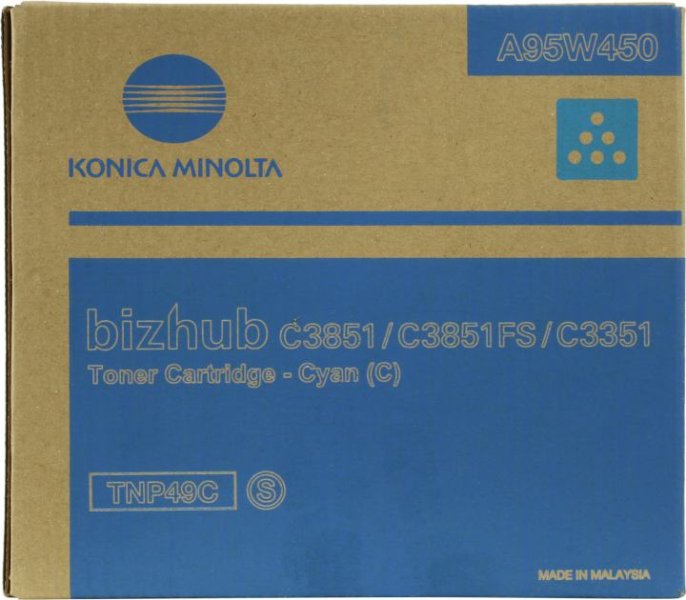 A95W450
KONICA MINOLTA
bizhub C3851/C3851FS/C3351
Toner Cartridge - Cyan (C)
TNP49C S
MADE IN MALAYSIA